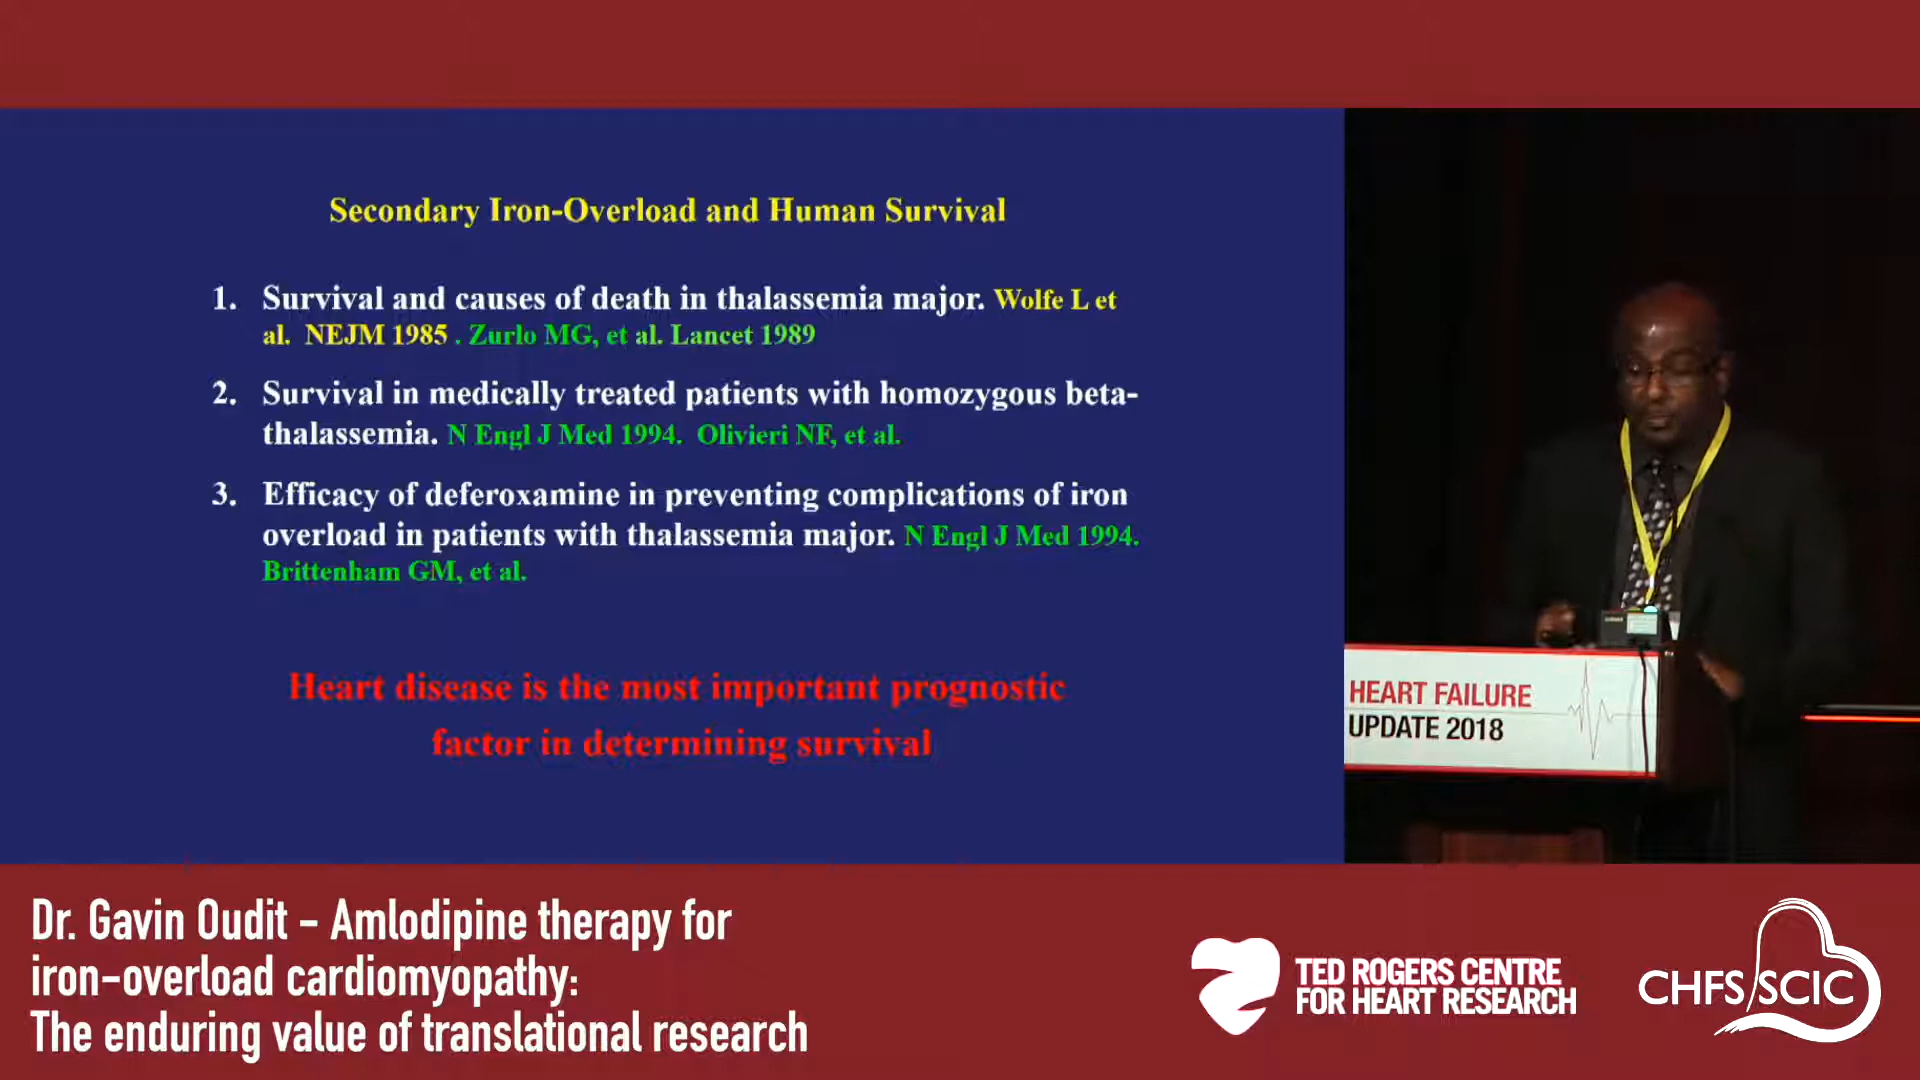 Secondary Iron-Overload and Human Survival
1. Survival and causes of death in thalassemia major. Wolfe L et
al. NEJM 1985 . Zurlo MG, et al. Lancet 1989
2. Survival in medically treated patients with homozygous beta-
thalassemia. N Engl J Med 1994. Olivieri NF, et al.
3. Efficacy of deferoxamine in preventing complications of iron
overload in patients with thalassemia major. N Engl J Med 1994.
Brittenham GM, et al.
Heart disease is the most important prognostic
factor in determining survival
HEART FAILURE
UPDATE 2018
Dr. Gavin Oudit - Amlodipine therapy for
iron-overload cardiomyopathy:
The enduring value of translational research
TED ROGERS CENTRE
FOR HEART RESEARCH
CHFS/SCIC